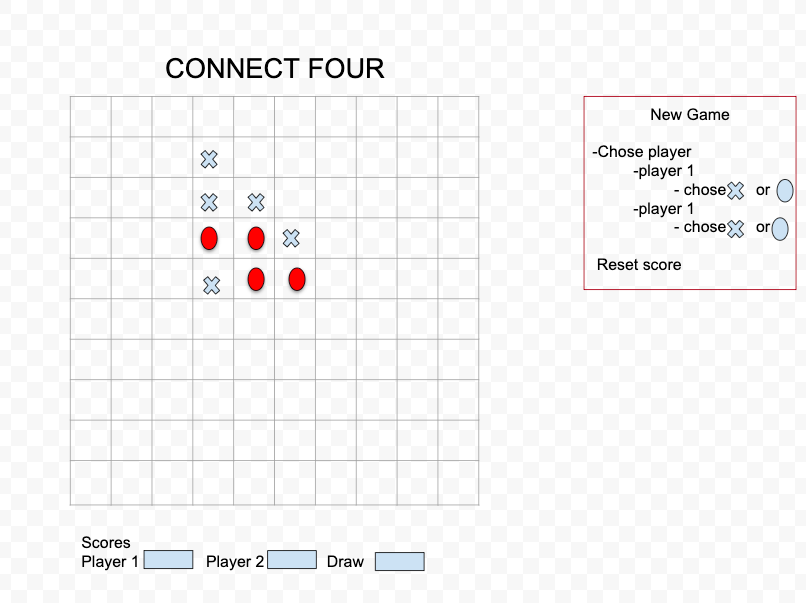 CONNECT FOUR
New Game
-Chose player
-player 1
- chose or
-player 1
- chose or
Reset score
Scores
Player 1 Player 2 Draw